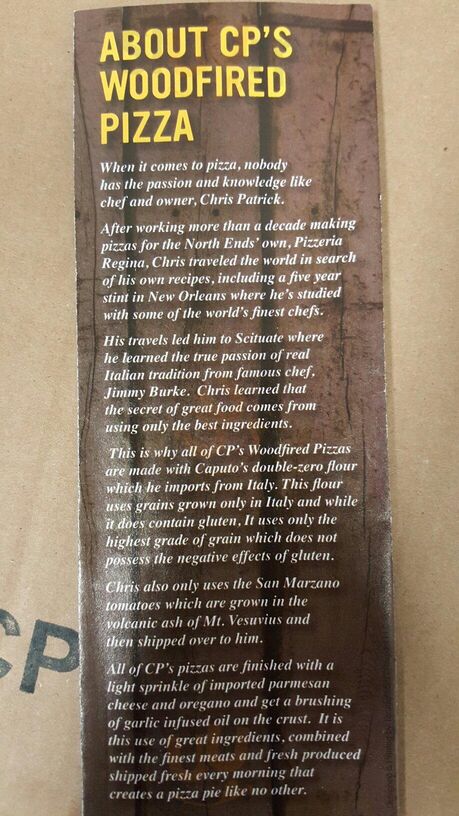 ABOUT CP'S
WOODFIRED
PIZZA
When it comes to pizza, nobody
has the passion and knowledge like
chef and owner, Chris Patrick.
After working more than a decade making
pizzas for the North Ends' own, Pizzeria
Regina, Chris traveled the world in search
of his own recipes, including a five year
stint in New Orleans where he's studied
with some of the world's finest chefs.
His travels led him to Scituate where
he learned the true passion of real
Italian tradition from famous chef,
Jimmy Burke. Chris learned that
the secret of great food comes from
using only the best ingredients.
This is why all of CP's Woodfired Pizzas
are made with Caputo's double-zero flour
which he imports from Italy. This flour
uses grains grown only in Italy and while
it does contain gluten, It uses only the
highest grade of grain which does not
possess the negative effects of gluten.
Chris also only uses the San Marzano
tomatoes which are grown in the
volcanic ash of Mt. Vesuvius and
then shipped over to him.
All of CP's pizzas are finished with a
light sprinkle of imported parmesan
cheese and oregano and get a brushing
of garlic infused oil on the crust. It is
this use of great ingredients, combined
with the finest meats and fresh produced
shipped fresh every morning that
creates a pizza pie like no other.
CP